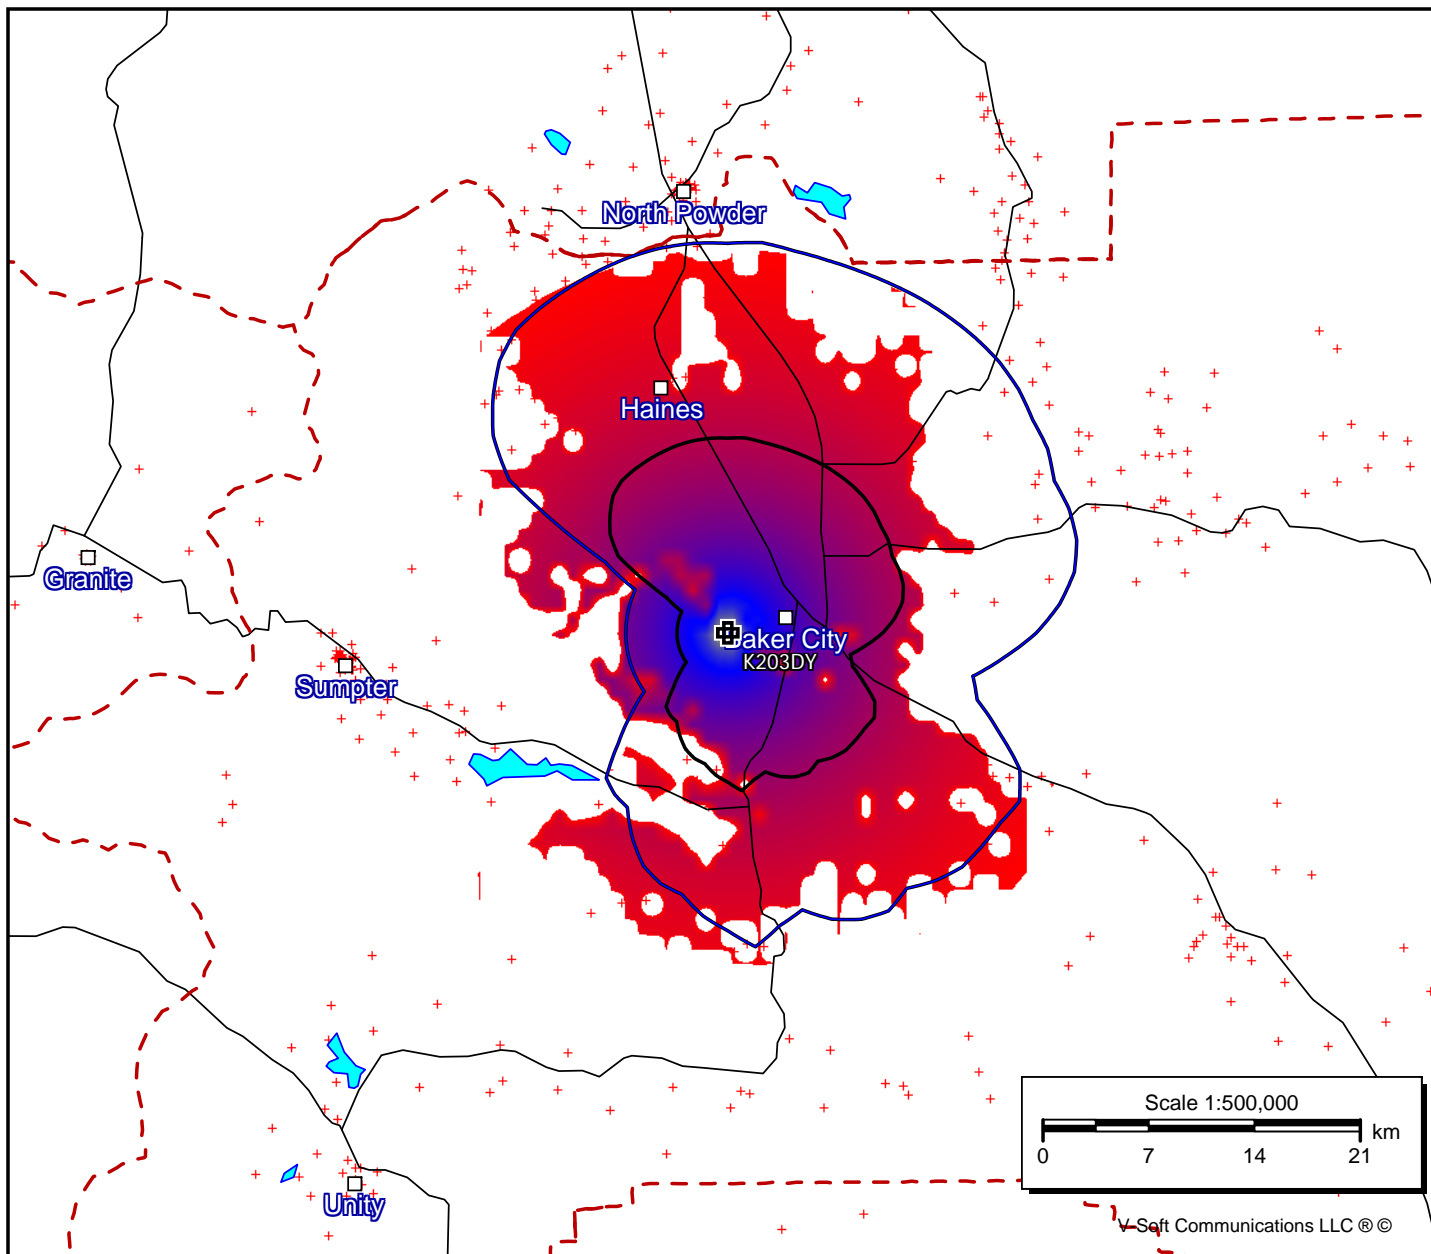 North Powder
Haines
Granite
Baker City
K203DY
Sumpter
Unity
Scale 1:500,000
km
0 7 14 21
V-Soft Communications LLC ® ©